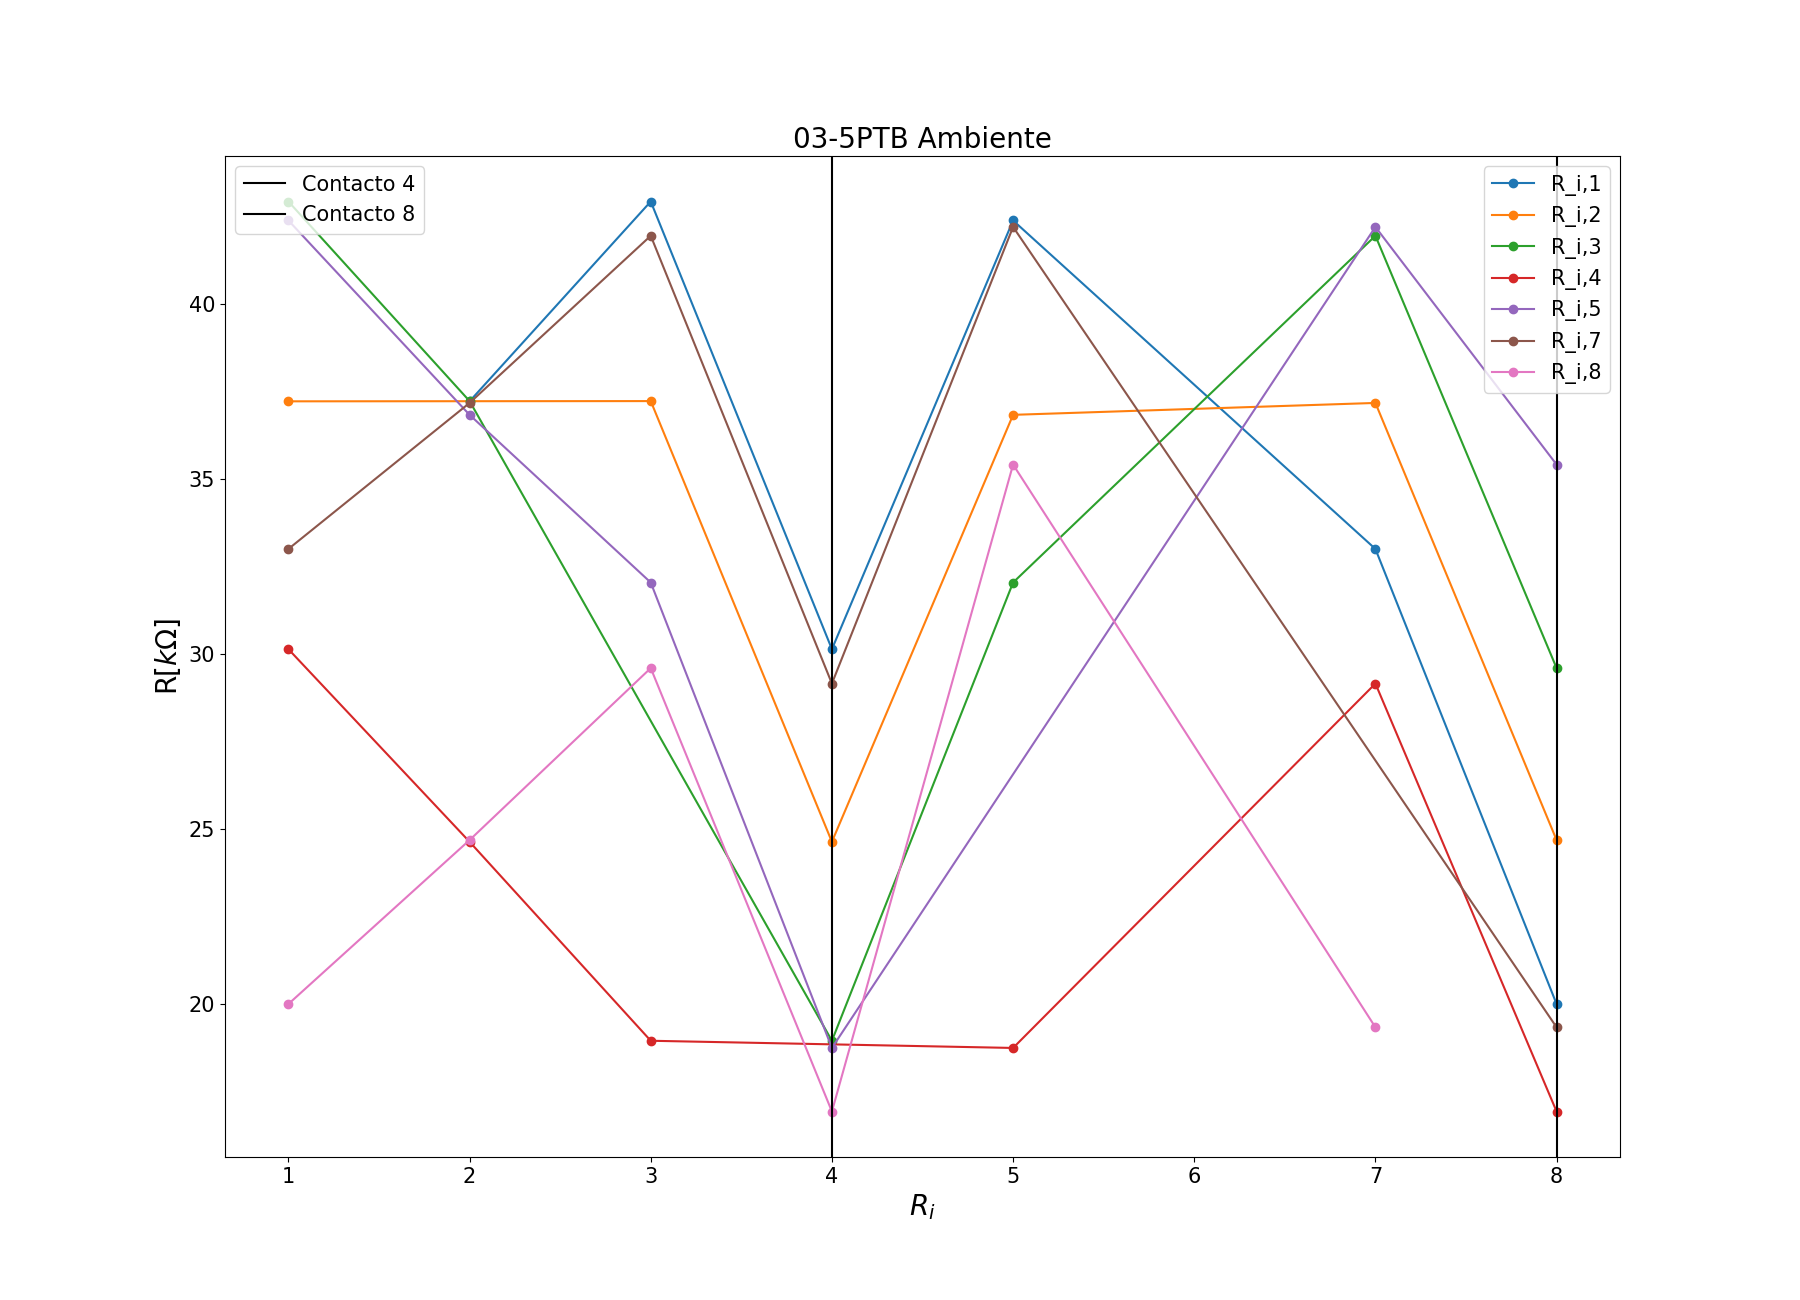 03-5PTB Ambiente
Contacto 4
Contacto 8
R_i,1
R_i,2
R_i,3
R_i,4
R_i,5
R_i,7
R_i,8
R[kΩ]
40
35
30
25
20
1 2 3 4 5 6 7 8
R_i